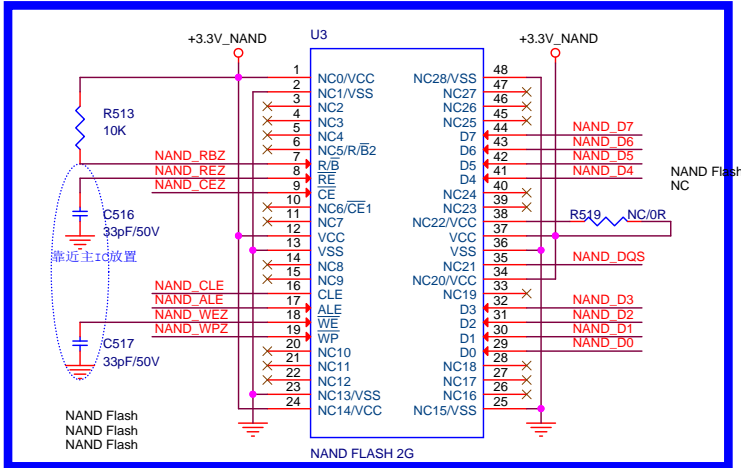 +3.3V_NAND
U3
+3.3V_NAND
1 NC0/VCC
2 NC1/VSS
3 NC2
4 NC3
5 NC4
6 NC5/R/B2
7 R/B
8 RE
9 CE
10 NC6/CE1
11 NC7
12 VCC
13 VSS
14 NC8
15 NC9
16 CLE
17 ALE
18 WE
19 WP
20 NC10
21 NC11
22 NC12
23 NC13/VSS
24 NC14/VCC
NC28/VSS 48
NC27 47
NC26 46
NC25 45
D7 44
D6 43
D5 42
D4 41
NC24 40
NC23 39
NC22/VCC 38
VCC 37
VSS 36
NC21 35
NC20/VCC 34
NC19 33
D3 32
D2 31
D1 30
D0 29
NC18 28
NC17 27
NC16 26
NC15/VSS 25
R513
10K
NAND_RBZ
NAND_REZ
NAND_CEZ
C516
33pF/50V
靠近主IC放置
NAND_CLE
NAND_ALE
NAND_WEZ
NAND_WPZ
C517
33pF/50V
NAND Flash
NAND Flash
NAND Flash
NAND_D7
NAND_D6
NAND_D5
NAND_D4
NAND Flash
NC
R519 NC/0R
NAND_DQS
NAND_D3
NAND_D2
NAND_D1
NAND_D0
NAND FLASH 2G